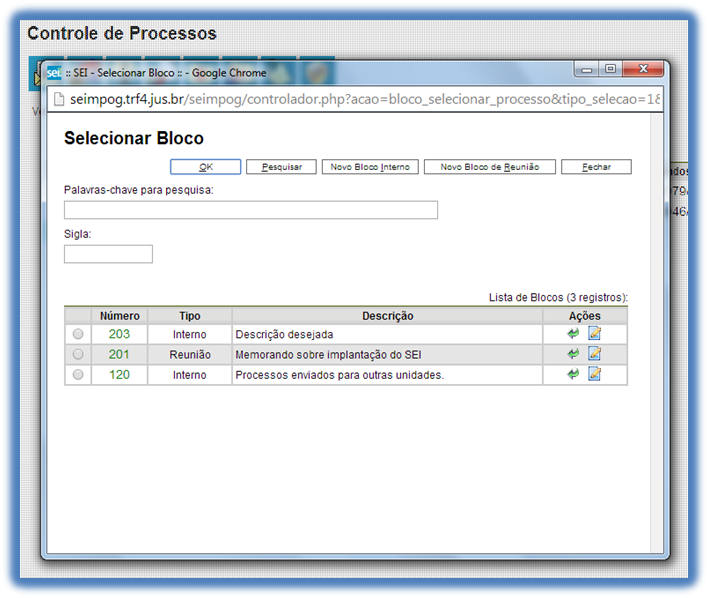 Controle de Processos
sei. :: SEI - Selecionar Bloco :: - Google Chrome
seimpog.trf4.jus.br/seimpog/controlador.php?acao=bloco_selecionar_processo&tipo_selecao=1&
Selecionar Bloco
OK Pesquisar Novo Bloco Interno Novo Bloco de Reunião Fechar
Palavras-chave para pesquisa:
Sigla:
Lista de Blocos (3 registros):
Número Tipo Descrição Ações
203 Interno Descrição desejada
201 Reunião Memorando sobre implantação do SEI
120 Interno Processos enviados para outras unidades.